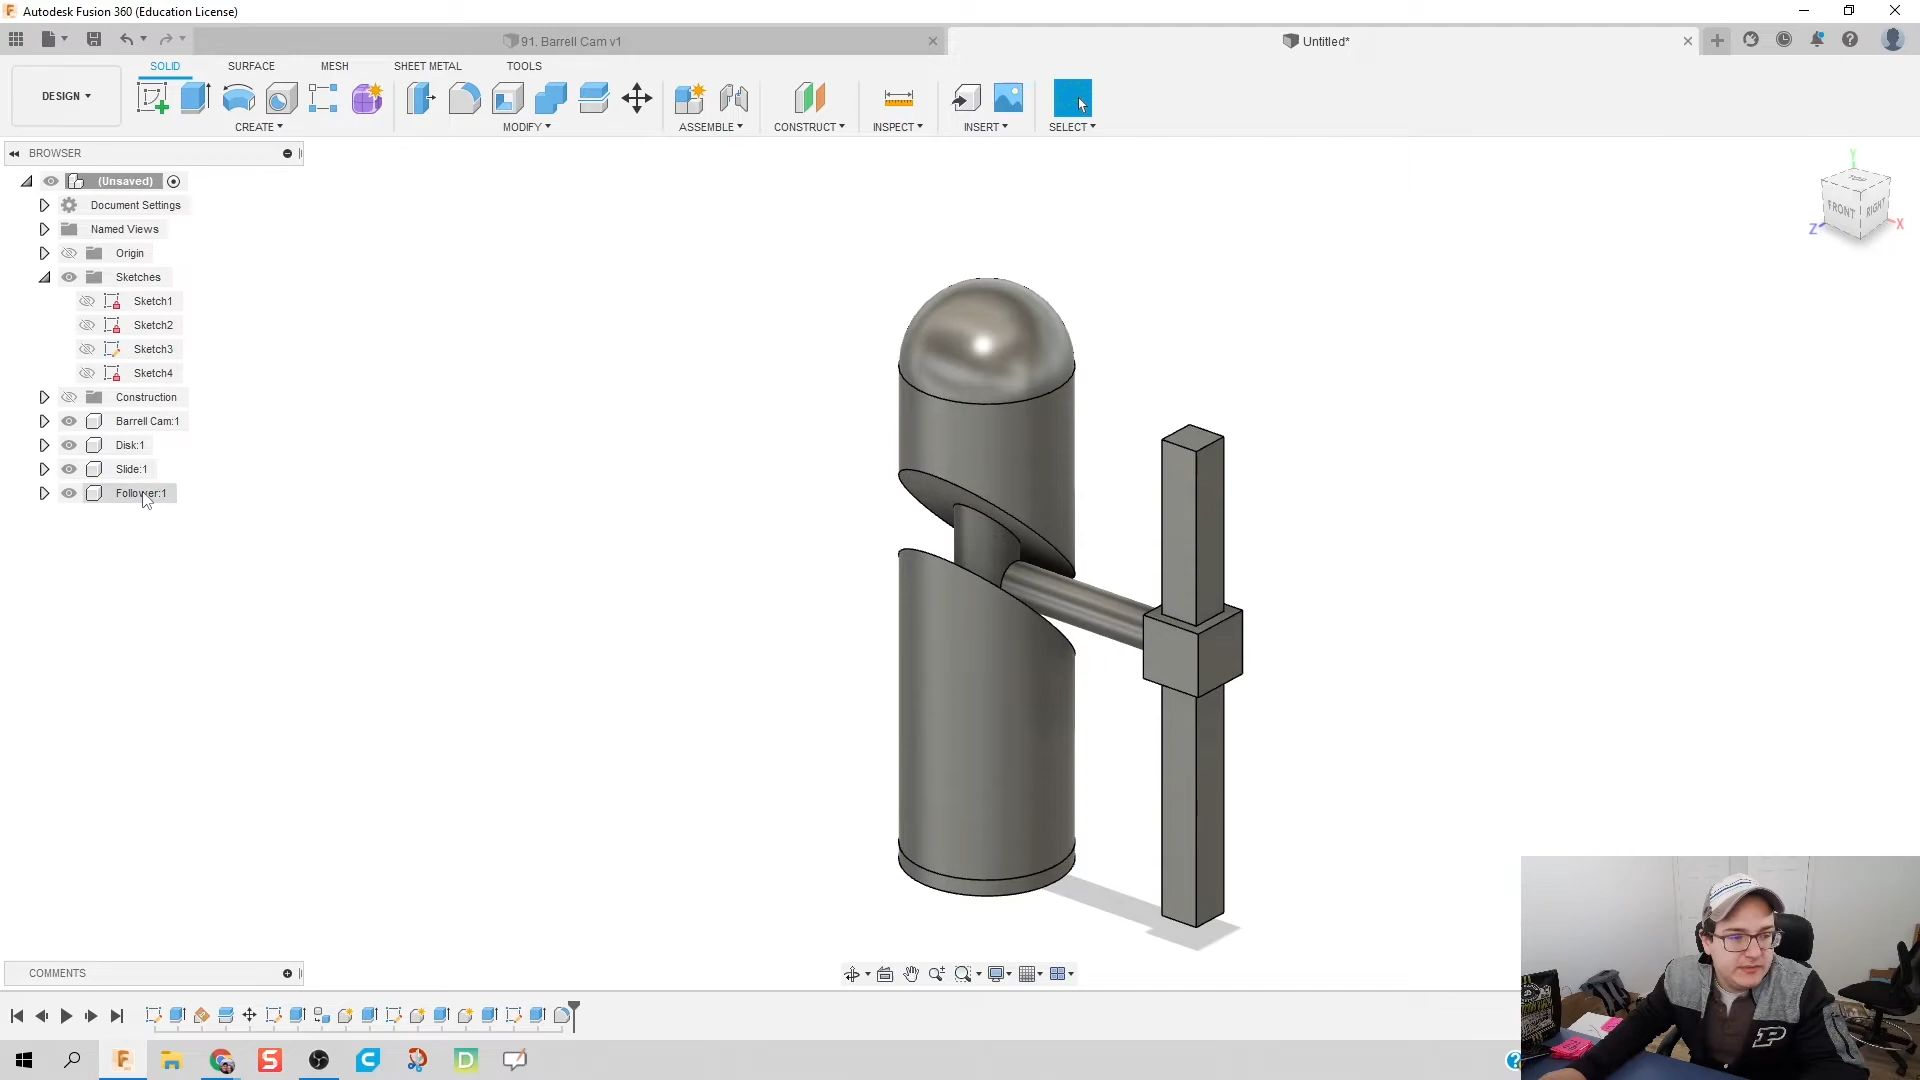 Autodesk Fusion 360 (Education License)
91. Barrell Cam v1
Untitled*
DESIGN
SOLID
SURFACE
MESH
SHEET METAL
TOOLS
CREATE
MODIFY
ASSEMBLE
CONSTRUCT
INSPECT
INSERT
SELECT
BROWSER
(Unsaved)
Document Settings
Named Views
Origin
Sketches
Sketch1
Sketch2
Sketch3
Sketch4
Construction
Barrell Cam:1
Disk:1
Slide:1
Follower:1
Y
TOP
FRONT
RIGHT
Z
X
COMMENTS